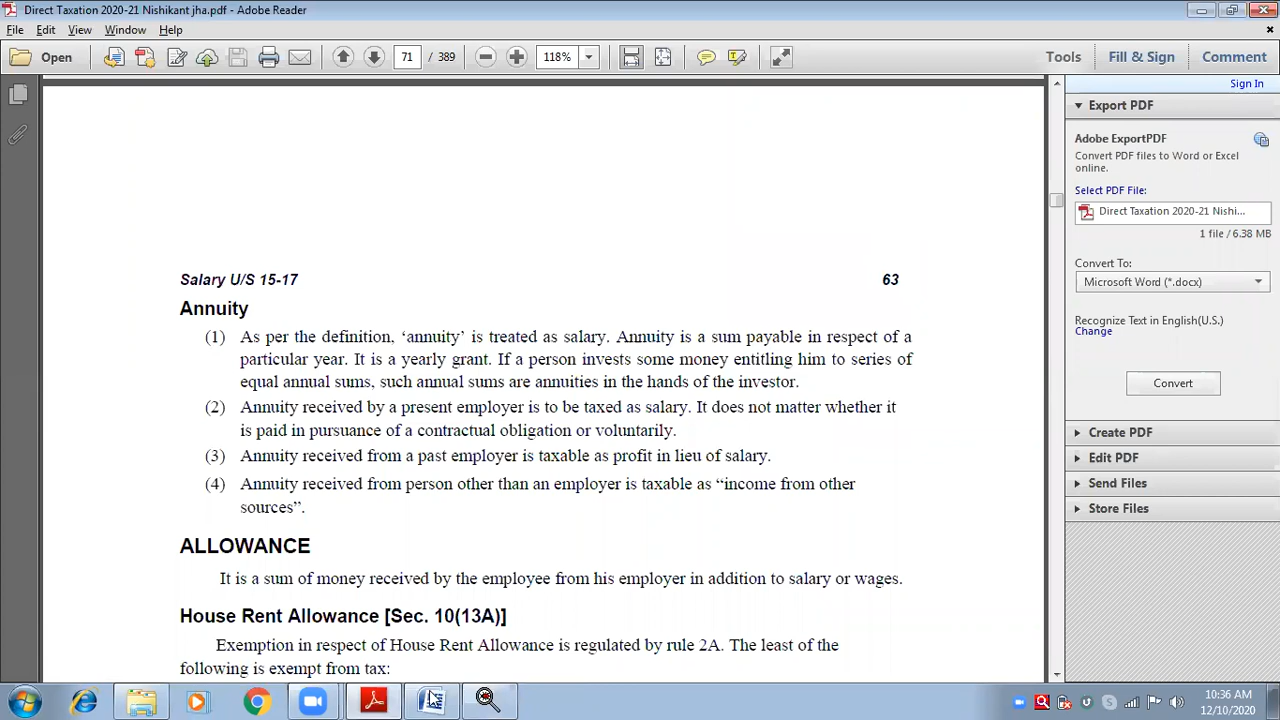 Direct Taxation 2020-21 Nishikant jha.pdf - Adobe Reader
File Edit View Window Help
Open 71 / 389 118% Tools Fill & Sign Comment
Sign In
Export PDF
Adobe ExportPDF
Convert PDF files to Word or Excel
online.
Select PDF File:
Direct Taxation 2020-21 Nishi...
1 file / 6.38 MB
Convert To:
Microsoft Word (*.docx)
Recognize Text in English(U.S.)
Change
Convert
Create PDF
Edit PDF
Send Files
Store Files
Salary U/S 15-17 63
Annuity
(1) As per the definition, ‘annuity’ is treated as salary. Annuity is a sum payable in respect of a
particular year. It is a yearly grant. If a person invests some money entitling him to series of
equal annual sums, such annual sums are annuities in the hands of the investor.
(2) Annuity received by a present employer is to be taxed as salary. It does not matter whether it
is paid in pursuance of a contractual obligation or voluntarily.
(3) Annuity received from a past employer is taxable as profit in lieu of salary.
(4) Annuity received from person other than an employer is taxable as “income from other
sources”.
ALLOWANCE
It is a sum of money received by the employee from his employer in addition to salary or wages.
House Rent Allowance [Sec. 10(13A)]
Exemption in respect of House Rent Allowance is regulated by rule 2A. The least of the
following is exempt from tax:
10:36 AM
12/10/2020